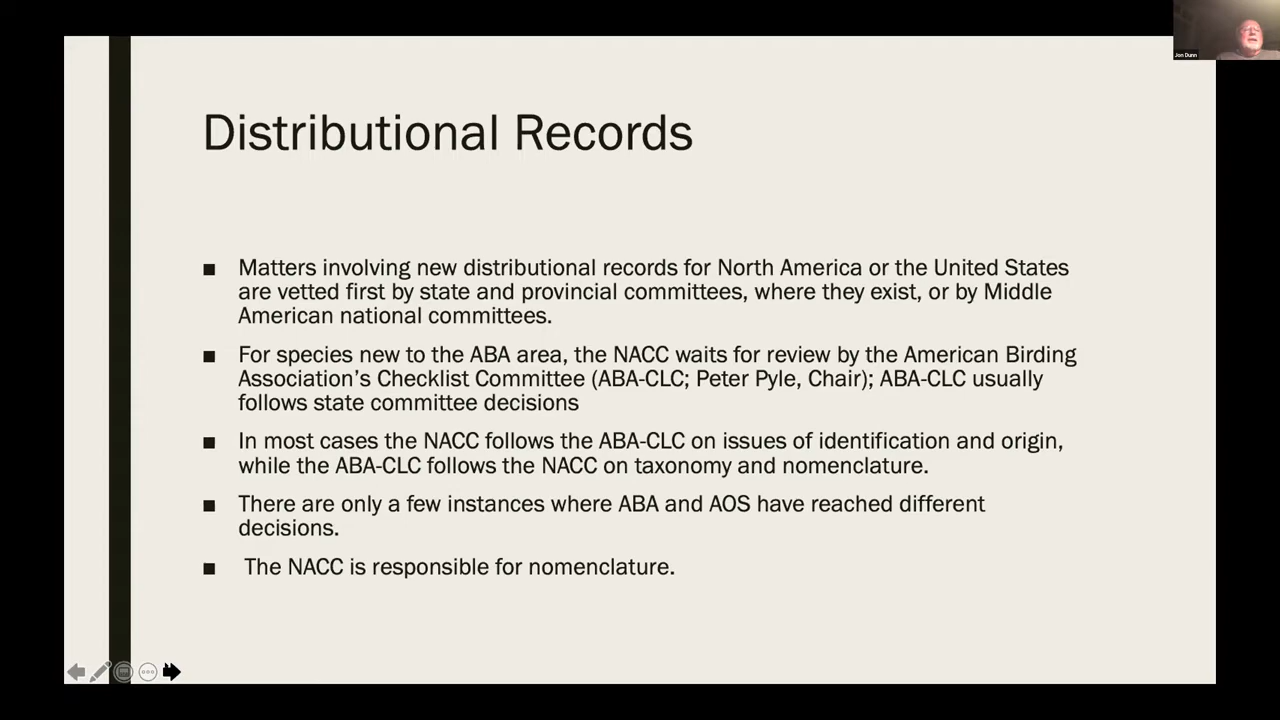 Jon Dunn
Distributional Records
■ Matters involving new distributional records for North America or the United States
are vetted first by state and provincial committees, where they exist, or by Middle
American national committees.
■ For species new to the ABA area, the NACC waits for review by the American Birding
Association’s Checklist Committee (ABA-CLC; Peter Pyle, Chair); ABA-CLC usually
follows state committee decisions
■ In most cases the NACC follows the ABA-CLC on issues of identification and origin,
while the ABA-CLC follows the NACC on taxonomy and nomenclature.
■ There are only a few instances where ABA and AOS have reached different
decisions.
■ The NACC is responsible for nomenclature.